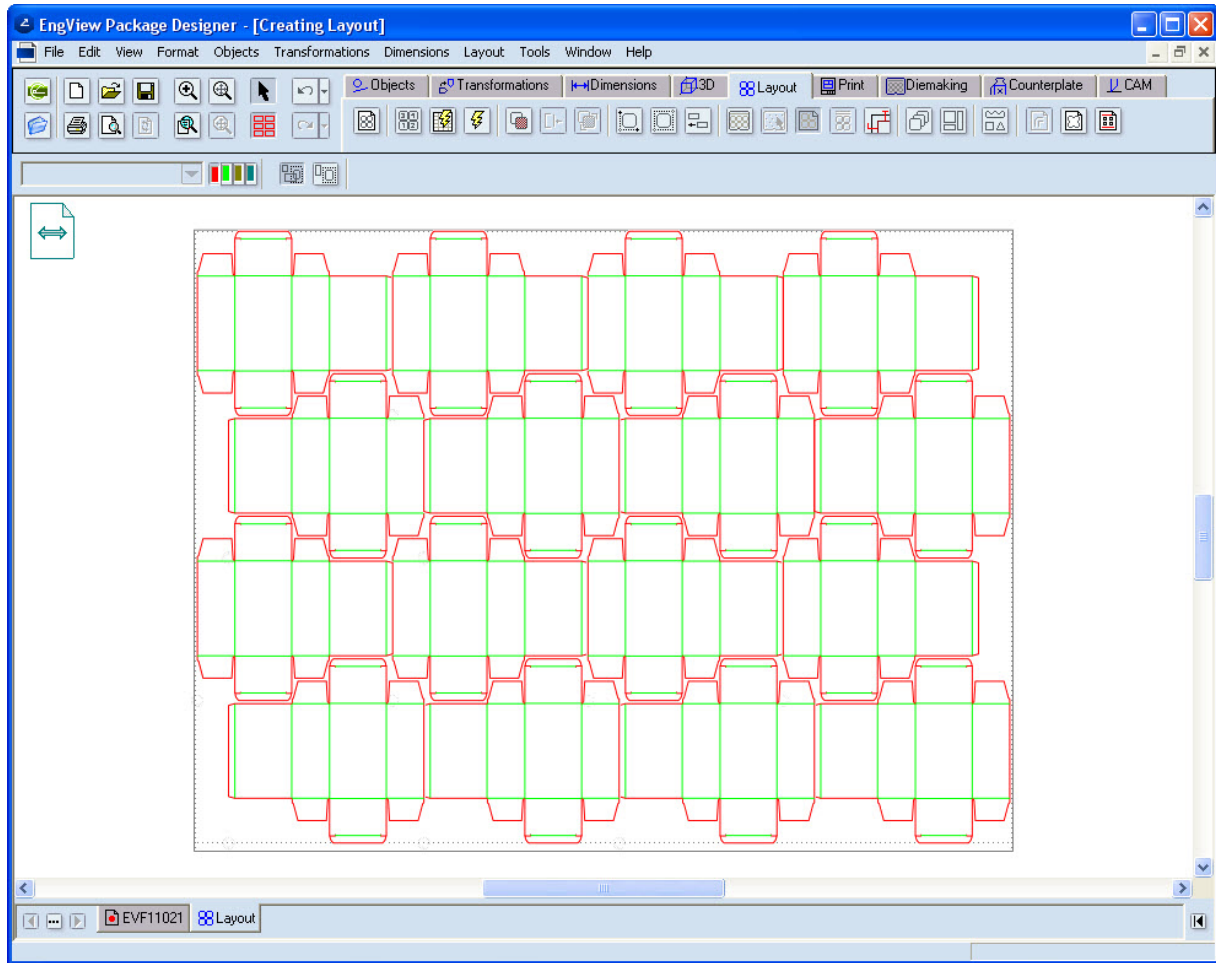 EngView Package Designer - [Creating Layout]
File Edit View Format Objects Transformations Dimensions Layout Tools Window Help
Objects Transformations Dimensions 3D Layout Print Diemaking Counterplate CAM
EVF11021 Layout